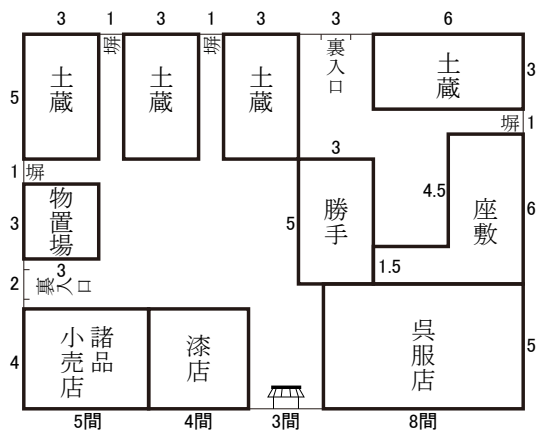 3 1 3 1 3 3 6
塀 塀
土蔵 土蔵 土蔵 裏入口 土蔵
5 3
塀 1
1 塀 3
物置場 勝手 4.5 座敷
3 5 6
3 1.5
2 裏入口
諸品
小売店 漆店 呉服店
4 5
5間 4間 3間 8間